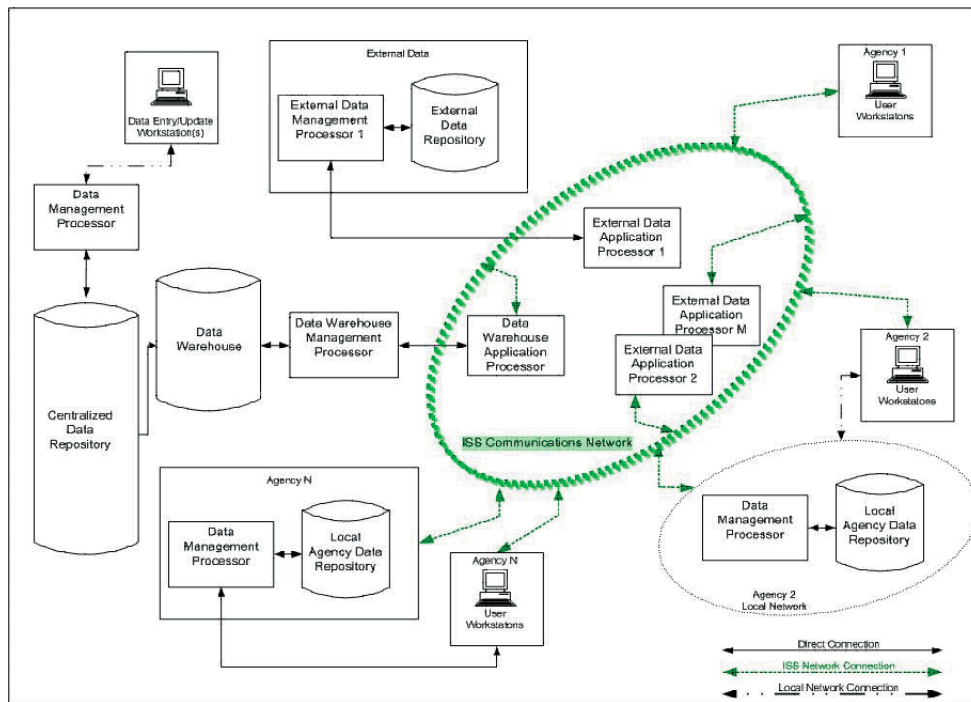 External Data
Agency 1
User
Workstatons
Data Entry/Update
Workstation(s)
External Data
Management
Processor 1
External
Data
Repository
Data
Management
Processor
External Data
Application
Processor 1
Data
Warehouse
Data Warehouse
Management
Processor
Data
Warehouse
Application
Processor
External Data
Application
Processor M
External Data
Application
Processor 2
Agency 2
User
Workstatons
Centralized
Data
Repository
ISS Communications Network
Agency N
Data
Management
Processor
Local
Agency Data
Repository
Agency N
User
Workstatons
Data
Management
Processor
Local
Agency Data
Repository
Agency 2
Local Network
Direct Connection
ISS Network Connection
Local Network Connection